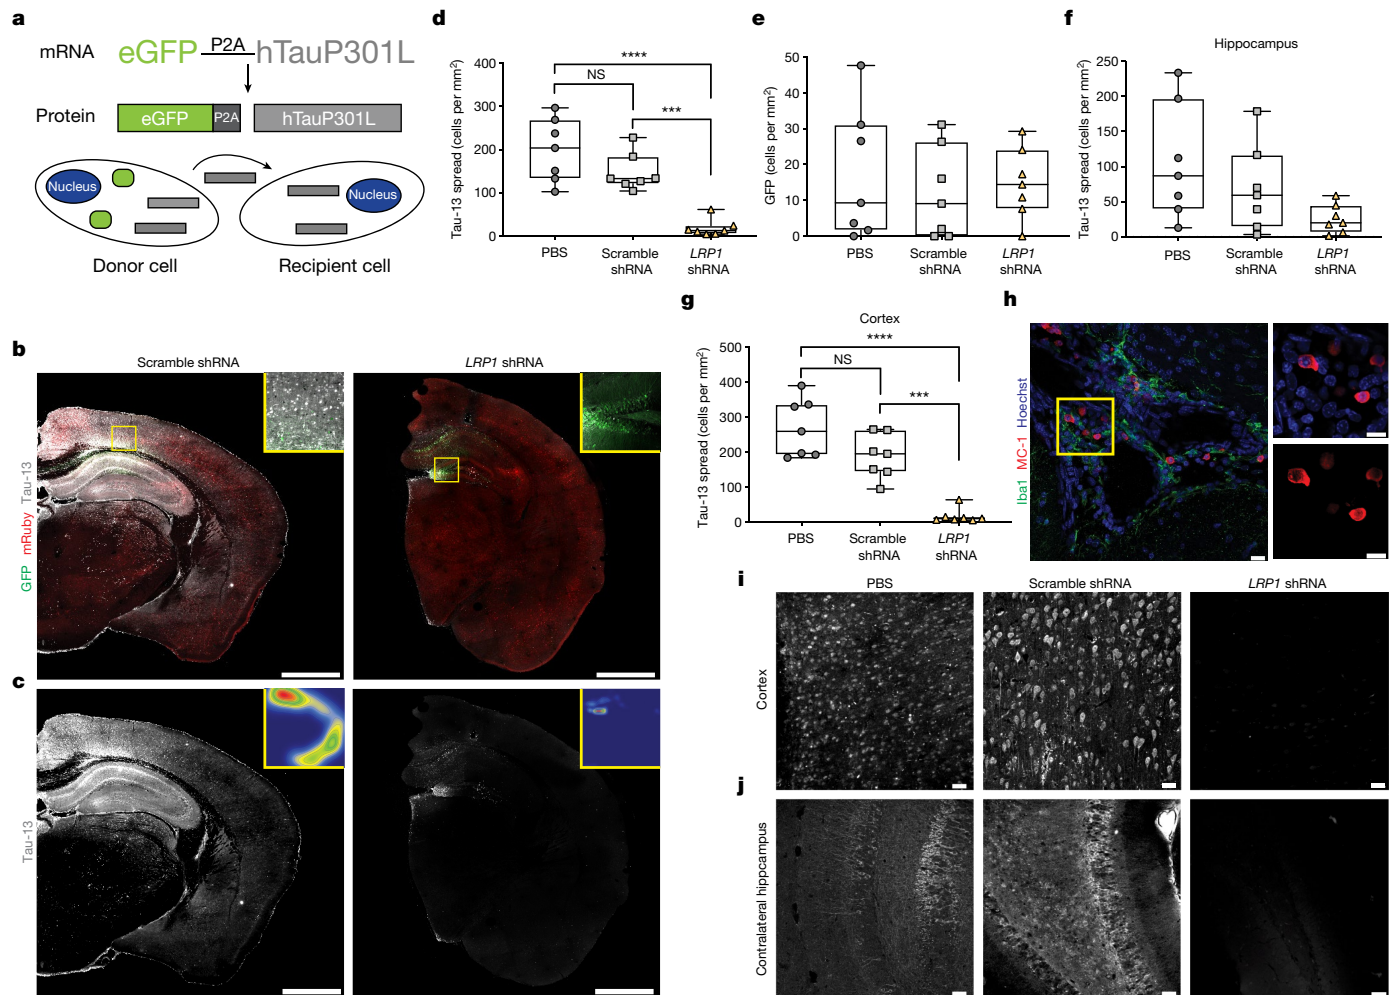 a
mRNA
eGFP P2A hTauP301L
Protein
eGFP P2A hTauP301L
Nucleus
Nucleus
Donor cell
Recipient cell
b
Scramble shRNA
LRP1 shRNA
GFP mRuby Tau-13
c
Tau-13
d
Tau-13 spread (cells per mm²)
400
300
200
100
0
****
NS
***
PBS
Scramble shRNA
LRP1 shRNA
e
GFP (cells per mm²)
50
40
30
20
10
0
PBS
Scramble shRNA
LRP1 shRNA
f
Hippocampus
Tau-13 spread (cells per mm²)
250
200
150
100
50
0
PBS
Scramble shRNA
LRP1 shRNA
g
Cortex
Tau-13 spread (cells per mm²)
500
400
300
200
100
0
****
NS
***
PBS
Scramble shRNA
LRP1 shRNA
h
Iba1 MC-1 Hoechst
i
PBS
Scramble shRNA
LRP1 shRNA
Cortex
j
Contralateral hippcampus